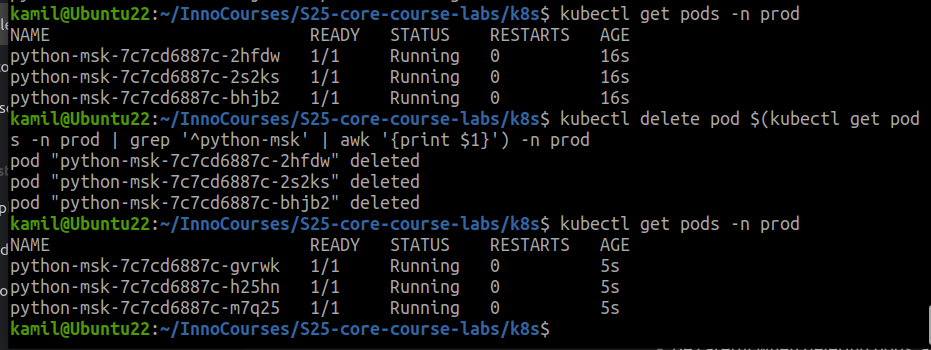 kamil@Ubuntu22:~/InnoCourses/S25-core-course-labs/k8s$ kubectl get pods -n prod
NAME                         READY   STATUS    RESTARTS   AGE
python-msk-7c7cd6887c-2hfdw   1/1     Running   0          16s
python-msk-7c7cd6887c-2s2ks   1/1     Running   0          16s
python-msk-7c7cd6887c-bhjb2   1/1     Running   0          16s
kamil@Ubuntu22:~/InnoCourses/S25-core-course-labs/k8s$ kubectl delete pod $(kubectl get pod
s -n prod | grep '^python-msk' | awk '{print $1}') -n prod
pod "python-msk-7c7cd6887c-2hfdw" deleted
pod "python-msk-7c7cd6887c-2s2ks" deleted
pod "python-msk-7c7cd6887c-bhjb2" deleted
kamil@Ubuntu22:~/InnoCourses/S25-core-course-labs/k8s$ kubectl get pods -n prod
NAME                         READY   STATUS    RESTARTS   AGE
python-msk-7c7cd6887c-gvrwk   1/1     Running   0          5s
python-msk-7c7cd6887c-h25hn   1/1     Running   0          5s
python-msk-7c7cd6887c-m7q25   1/1     Running   0          5s
kamil@Ubuntu22:~/InnoCourses/S25-core-course-labs/k8s$